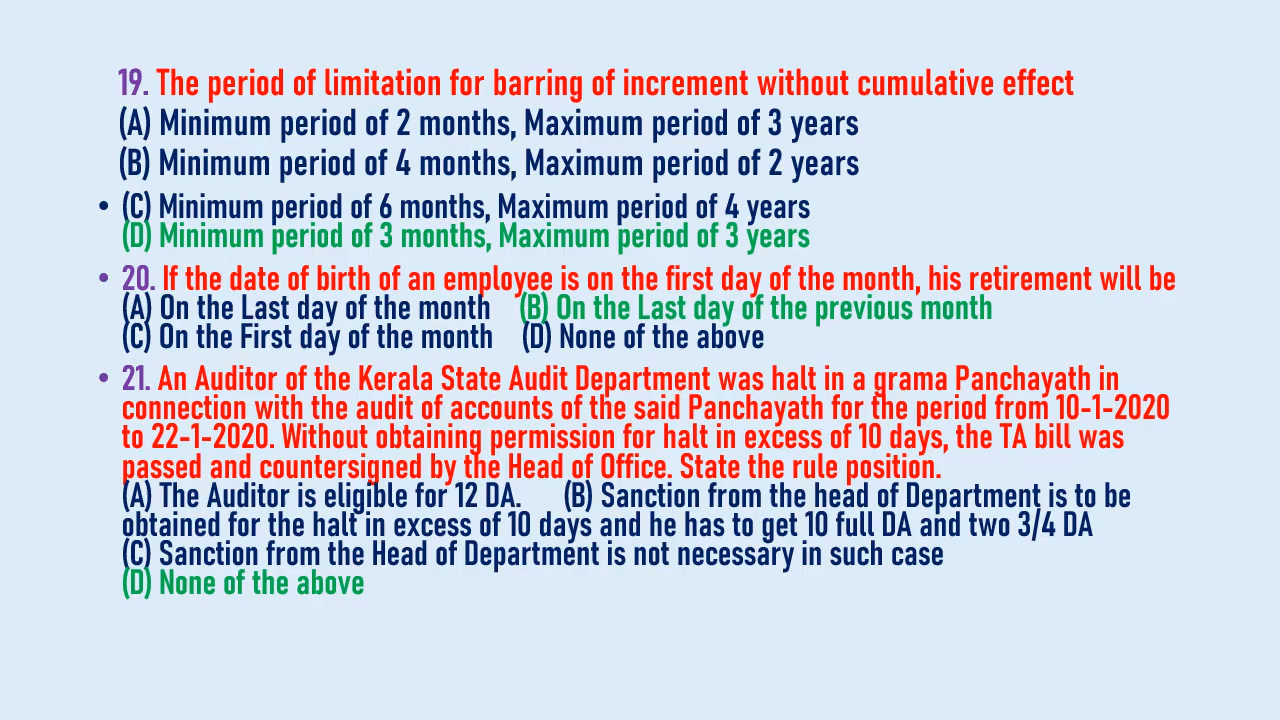 19. The period of limitation for barring of increment without cumulative effect
(A) Minimum period of 2 months, Maximum period of 3 years
(B) Minimum period of 4 months, Maximum period of 2 years
• (C) Minimum period of 6 months, Maximum period of 4 years
(D) Minimum period of 3 months, Maximum period of 3 years
• 20. If the date of birth of an employee is on the first day of the month, his retirement will be
(A) On the Last day of the month (B) On the Last day of the previous month
(C) On the First day of the month (D) None of the above
• 21. An Auditor of the Kerala State Audit Department was halt in a grama Panchayath in
connection with the audit of accounts of the said Panchayath for the period from 10-1-2020
to 22-1-2020. Without obtaining permission for halt in excess of 10 days, the TA bill was
passed and countersigned by the Head of Office. State the rule position.
(A) The Auditor is eligible for 12 DA. (B) Sanction from the head of Department is to be
obtained for the halt in excess of 10 days and he has to get 10 full DA and two 3/4 DA
(C) Sanction from the Head of Department is not necessary in such case
(D) None of the above